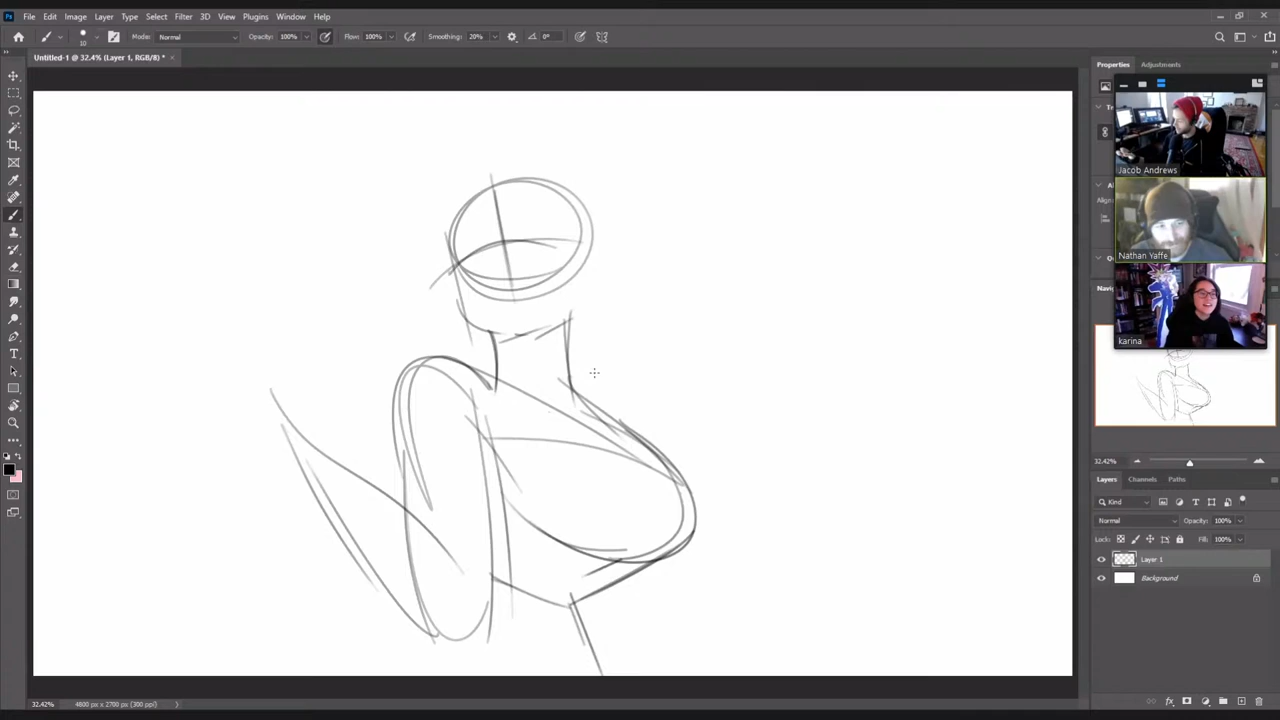 Ps File Edit Image Layer Type Select Filter 3D View Plugins Window Help
10 Mode: Normal Opacity: 100% Flow: 100% Smoothing: 20% 0°
Untitled-1 @ 32.4% (Layer 1, RGB/8) * ×
Properties Adjustments
Jacob Andrews
Nathan Yaffe
karina
32.42%
Layers Channels Paths
Kind
Normal Opacity: 100%
Lock: Fill: 100%
Layer 1
Background
32.42% 4800 px x 2700 px (300 ppi)